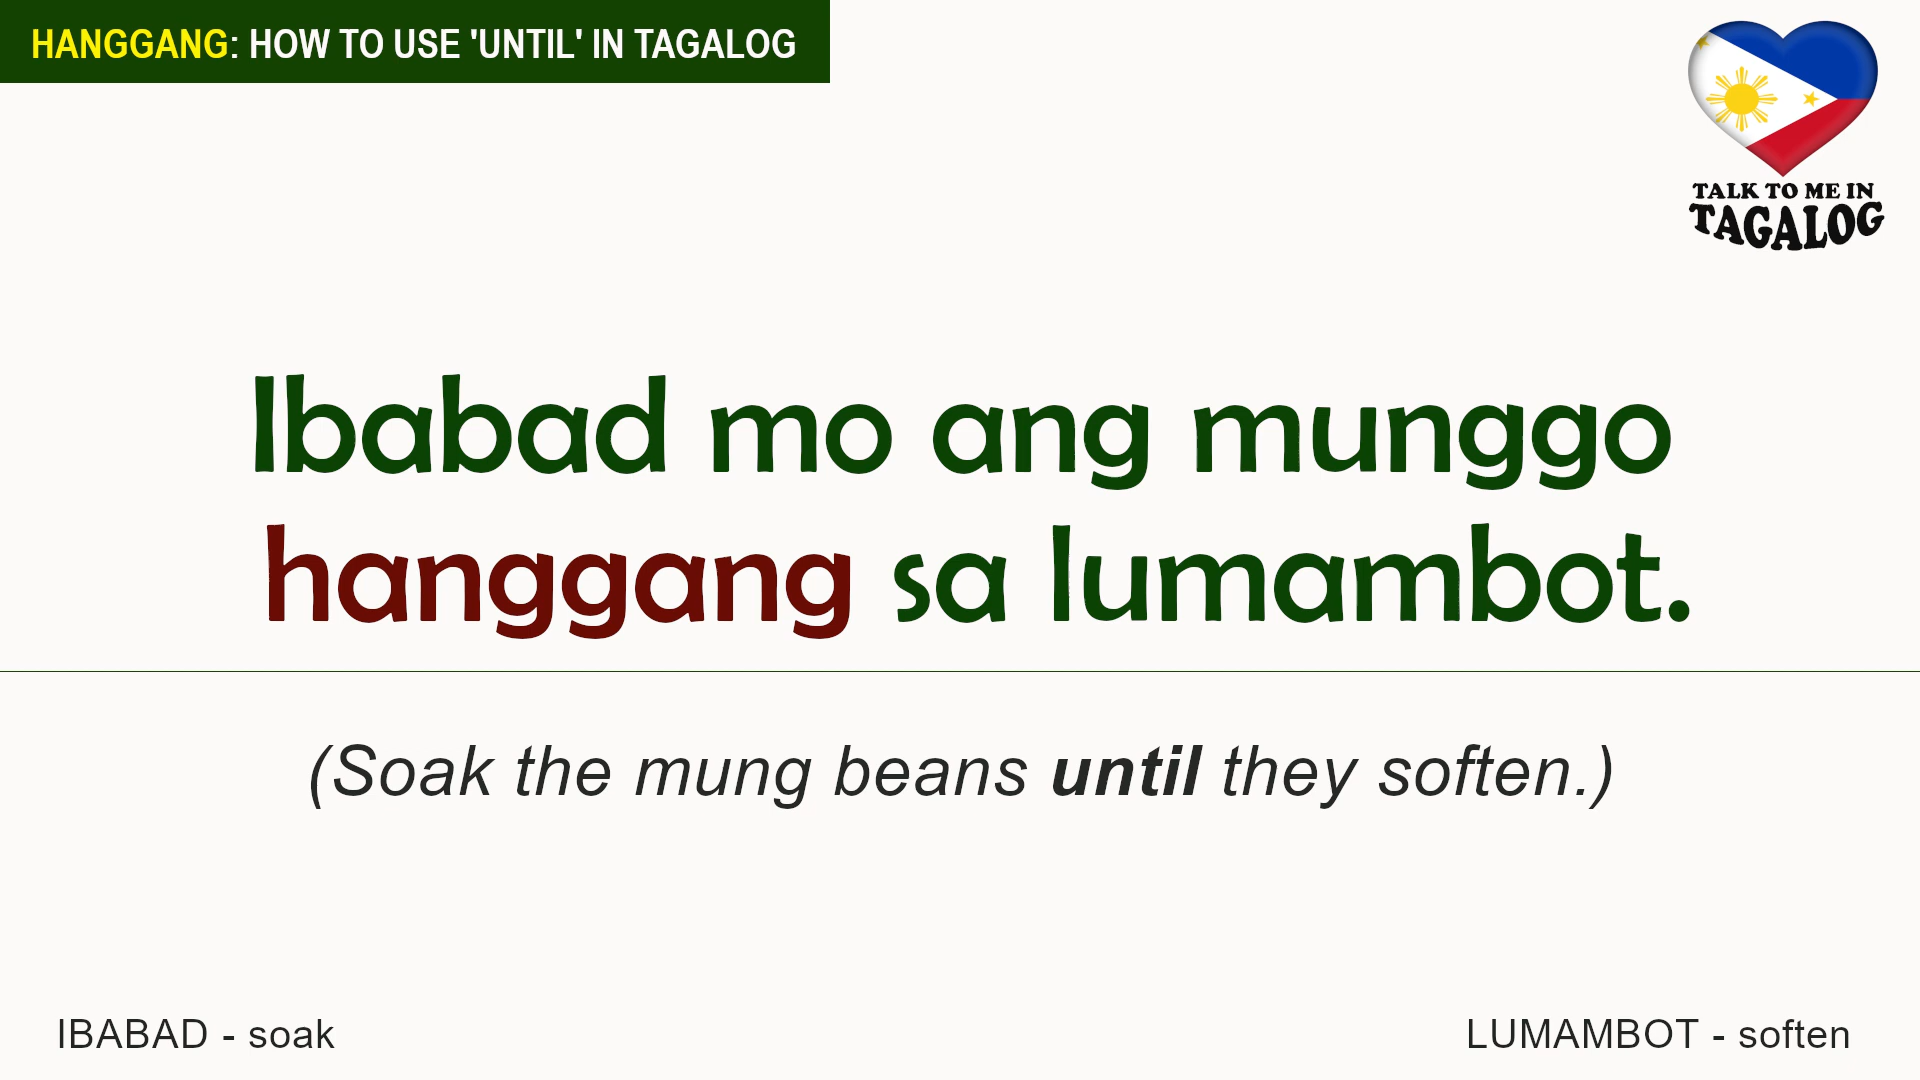 HANGGANG: HOW TO USE 'UNTIL' IN TAGALOG
TALK TO ME IN
TAGALOG
Ibabad mo ang munggo
hanggang sa lumambot.
(Soak the mung beans until they soften.)
IBABAD - soak
LUMAMBOT - soften